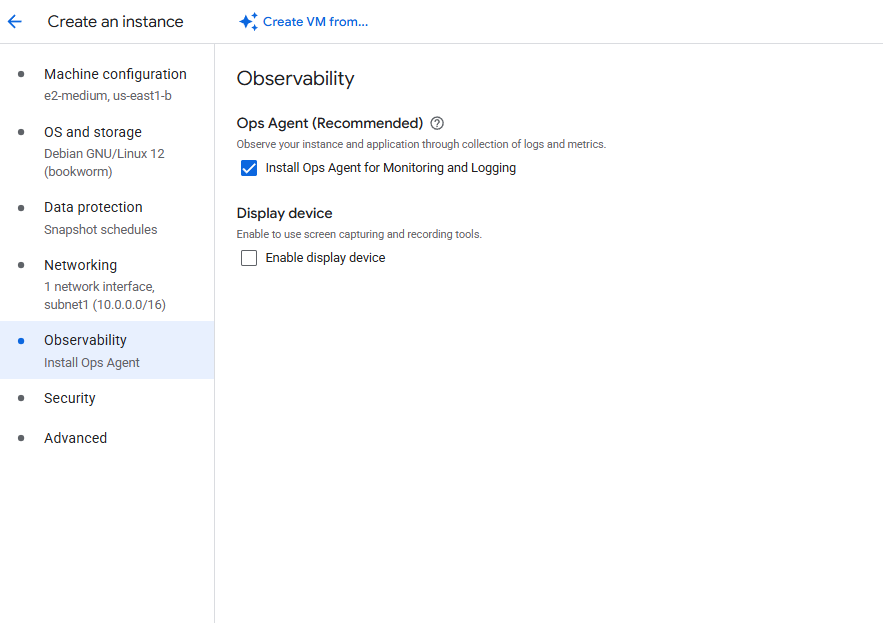 Create an instance
Create VM from...
Machine configuration
e2-medium, us-east1-b
OS and storage
Debian GNU/Linux 12
(bookworm)
Data protection
Snapshot schedules
Networking
1 network interface,
subnet1 (10.0.0.0/16)
Observability
Install Ops Agent
Security
Advanced
Observability
Ops Agent (Recommended)
Observe your instance and application through collection of logs and metrics.
Install Ops Agent for Monitoring and Logging
Display device
Enable to use screen capturing and recording tools.
Enable display device